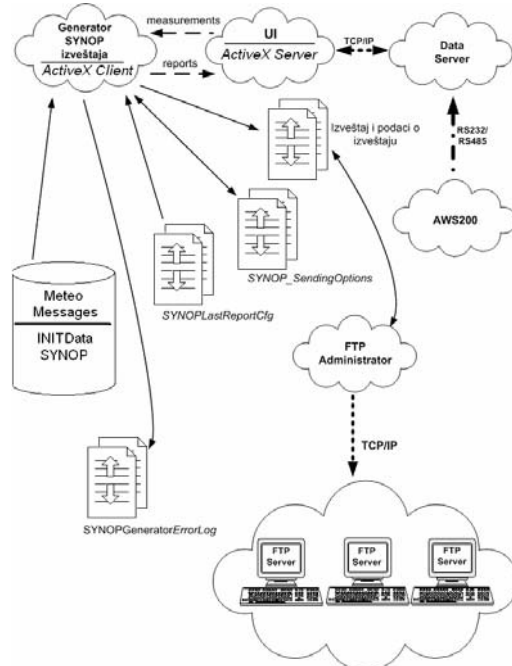 Generator
SYNOP
izveštaja
ActiveX Client
measurements
reports
UI
ActiveX Server
TCP/IP
Data
Server
RS232/
RS485
AWS200
Izveštaj i podaci o
izveštaju
SYNOP_SendingOptions
SYNOPLastReportCfg
Meteo
Messages
INITData
SYNOP
FTP
Administrator
TCP/IP
SYNOPGeneratorErrorLog
FTP
Server
FTP
Server
FTP
Server